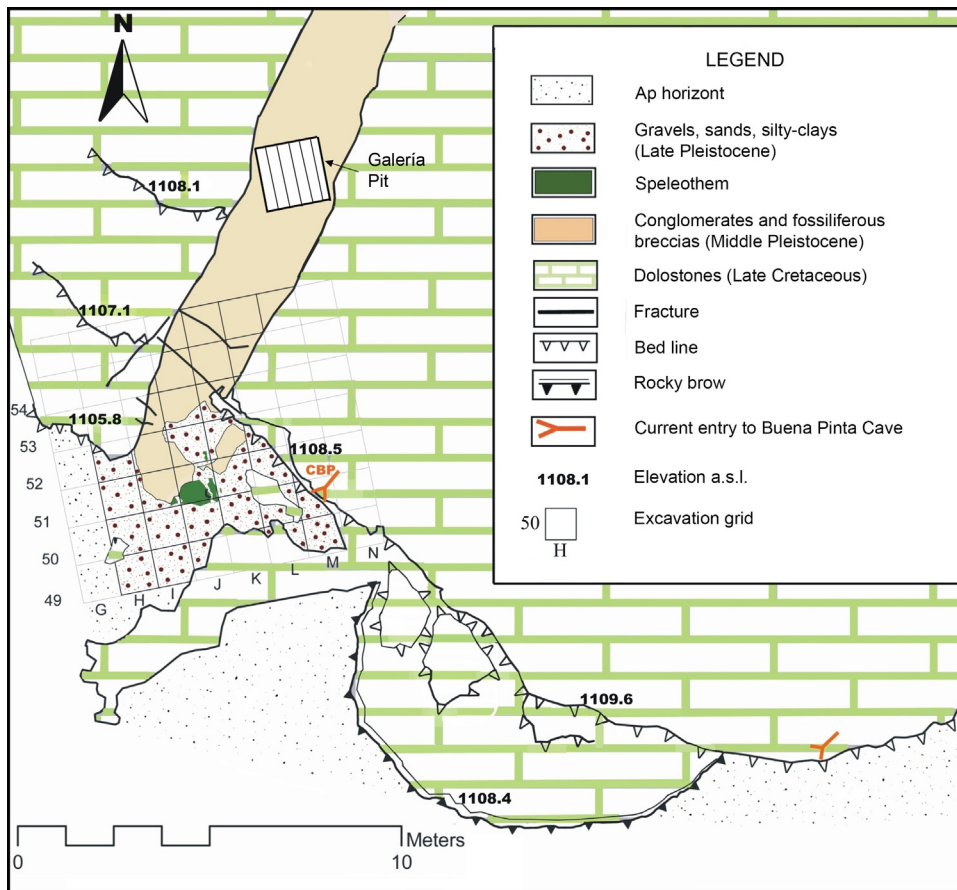 N
Galería
Pit
1108.1
1107.1
1105.8
1108.5
CBP
54
53
52
51
50
49
G
H
I
J
K
L
M
N
1109.6
1108.4
0
10
Meters
LEGEND
Ap horizont
Gravels, sands, silty-clays
(Late Pleistocene)
Speleothem
Conglomerates and fossiliferous
breccias (Middle Pleistocene)
Dolostones (Late Cretaceous)
Fracture
Bed line
Rocky brow
Current entry to Buena Pinta Cave
1108.1 Elevation a.s.l.
50 Excavation grid
H